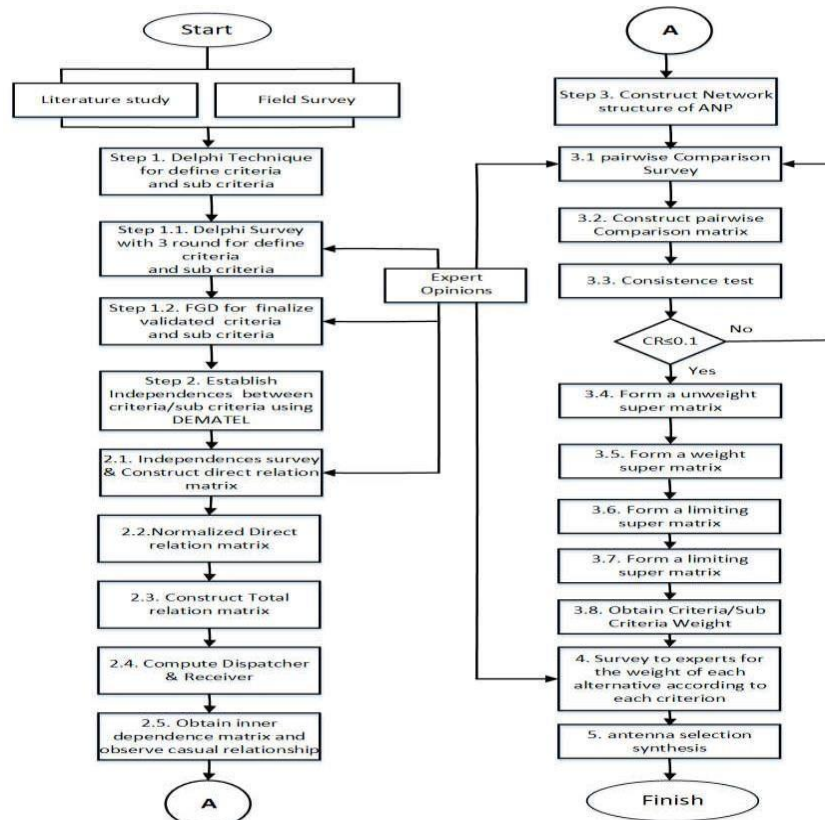 Start
Literature study
Field Survey
Step 1. Delphi Technique
for define criteria
and sub criteria
Step 1.1. Delphi Survey
with 3 round for define
criteria
and sub criteria
Step 1.2. FGD for finalize
validated criteria
and sub criteria
Step 2. Establish
Independences between
criteria/sub criteria using
DEMATEL
2.1. Independences survey
& Construct direct relation
matrix
2.2.Normalized Direct
relation matrix
2.3. Construct Total
relation matrix
2.4. Compute Dispatcher
& Receiver
2.5. Obtain inner
dependence matrix and
observe casual relationship
A
Expert
Opinions
A
Step 3. Construct Network
structure of ANP
3.1 pairwise Comparison
Survey
3.2. Construct pairwise
Comparison matrix
3.3. Consistence test
CR≤0.1
No
Yes
3.4. Form a unweight
super matrix
3.5. Form a weight
super matrix
3.6. Form a limiting
super matrix
3.7. Form a limiting
super matrix
3.8. Obtain Criteria/Sub
Criteria Weight
4. Survey to experts for
the weight of each
alternative according to
each criterion
5. antenna selection
synthesis
Finish